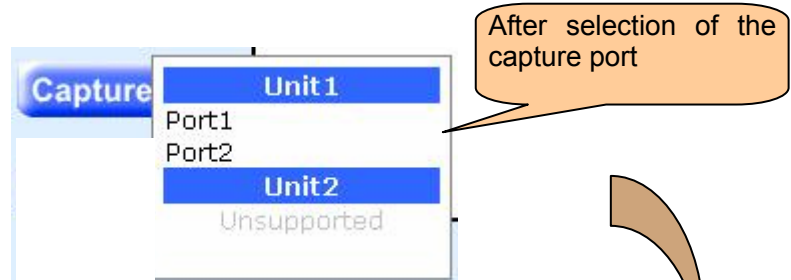 After selection of the
capture port
Capture
Unit1
Port1
Port2
Unit2
Unsupported